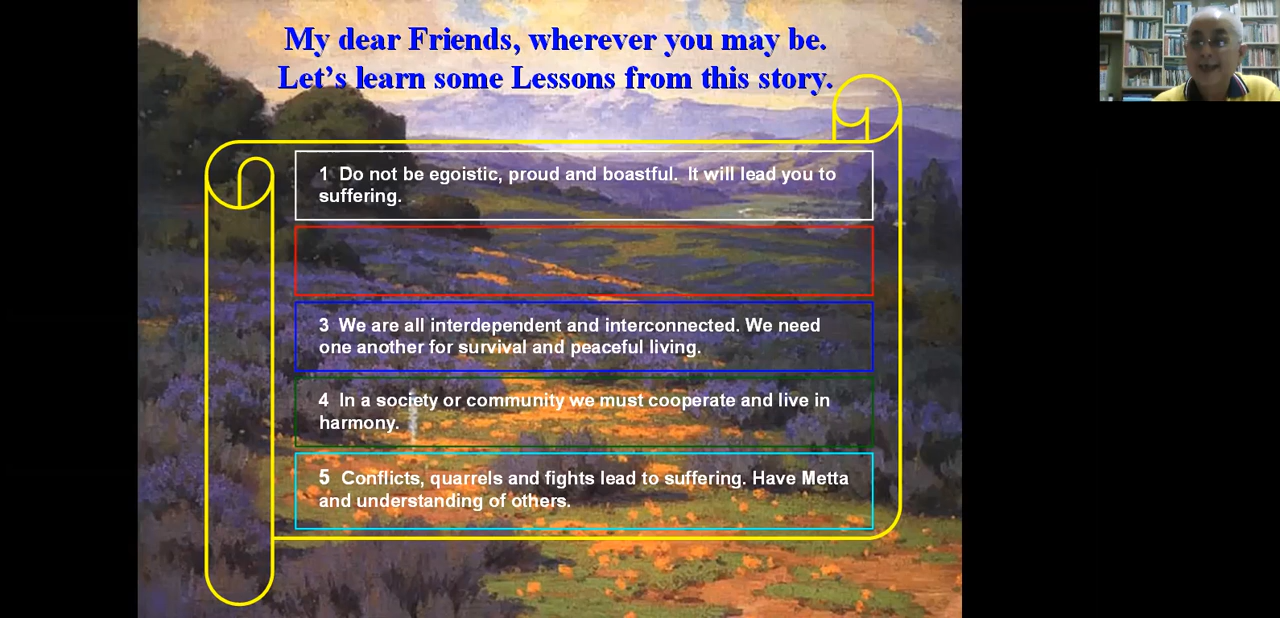 My dear Friends, wherever you may be.
Let’s learn some Lessons from this story.
1 Do not be egoistic, proud and boastful. It will lead you to
suffering.
3 We are all interdependent and interconnected. We need
one another for survival and peaceful living.
4 In a society or community we must cooperate and live in
harmony.
5 Conflicts, quarrels and fights lead to suffering. Have Metta
and understanding of others.